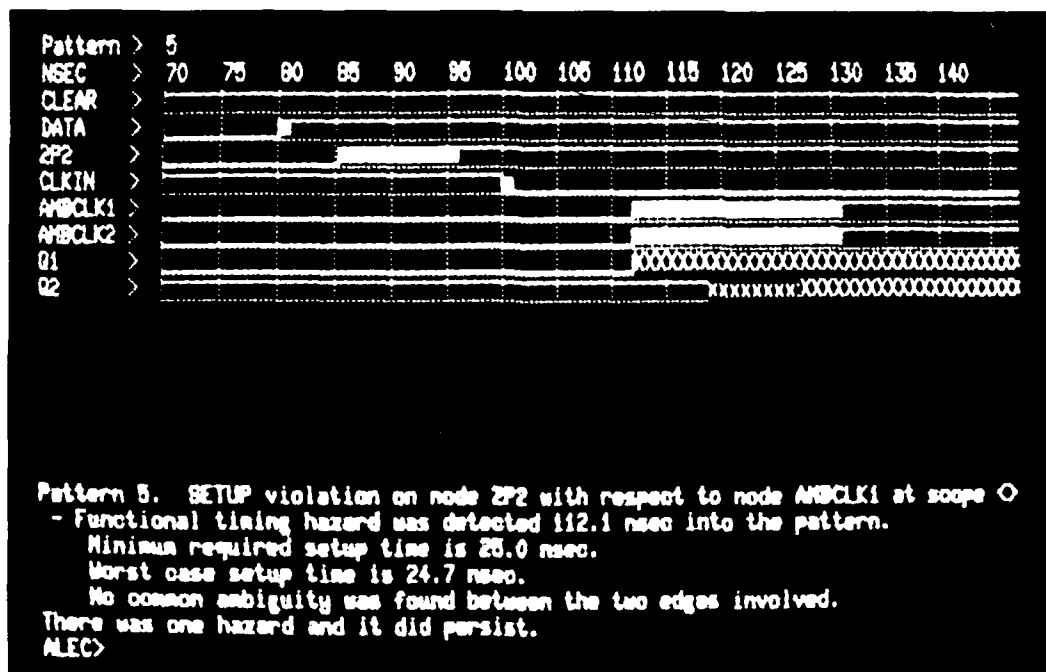 Pattern > 5
NSEC > 70 75 80 85 90 95 100 105 110 115 120 125 130 135 140
CLEAR >
DATA >
2P2 >
CLKIN >
AMBCLK1 >
AMBCLK2 >
Q1 >
Q2 >
Pattern 5. SETUP violation on node 2P2 with respect to node AMBCLK1 at scope
- Functional timing hazard was detected 112.1 nsec into the pattern.
Minimum required setup time is 25.0 nsec.
Worst case setup time is 24.7 nsec.
No common ambiguity was found between the two edges involved.
There was one hazard and it did persist.
ALEC>